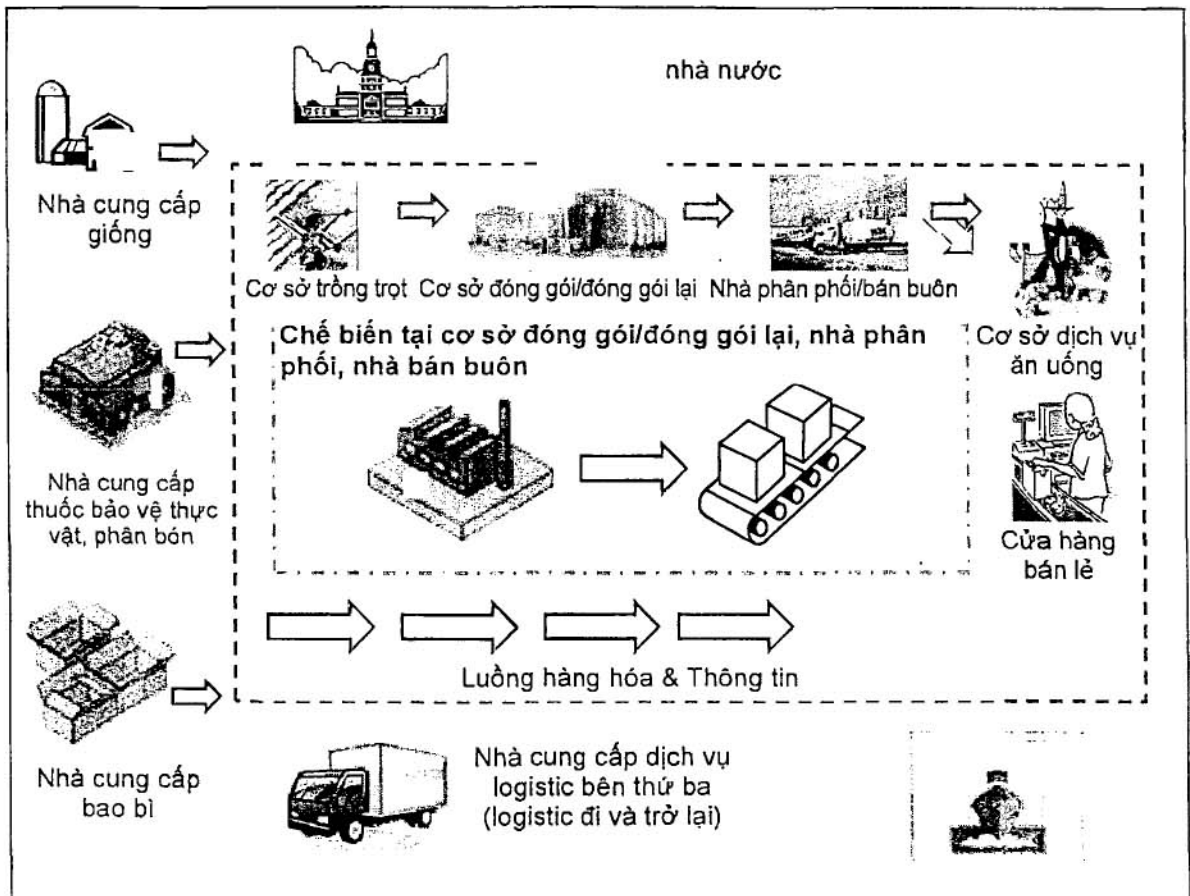 nhà nước
Nhà cung cấp
giống
Cơ sở trồng trọt
Cơ sở đóng gói/đóng gói lại
Nhà phân phối/bán buôn
Chế biến tại cơ sở đóng gói/đóng gói lại, nhà phân
phối, nhà bán buôn
Cơ sở dịch vụ
ăn uống
Nhà cung cấp
thuốc bảo vệ thực
vật, phân bón
Cửa hàng
bán lẻ
Luồng hàng hóa & Thông tin
Nhà cung cấp
bao bì
Nhà cung cấp dịch vụ
logistic bên thứ ba
(logistic đi và trở lại)